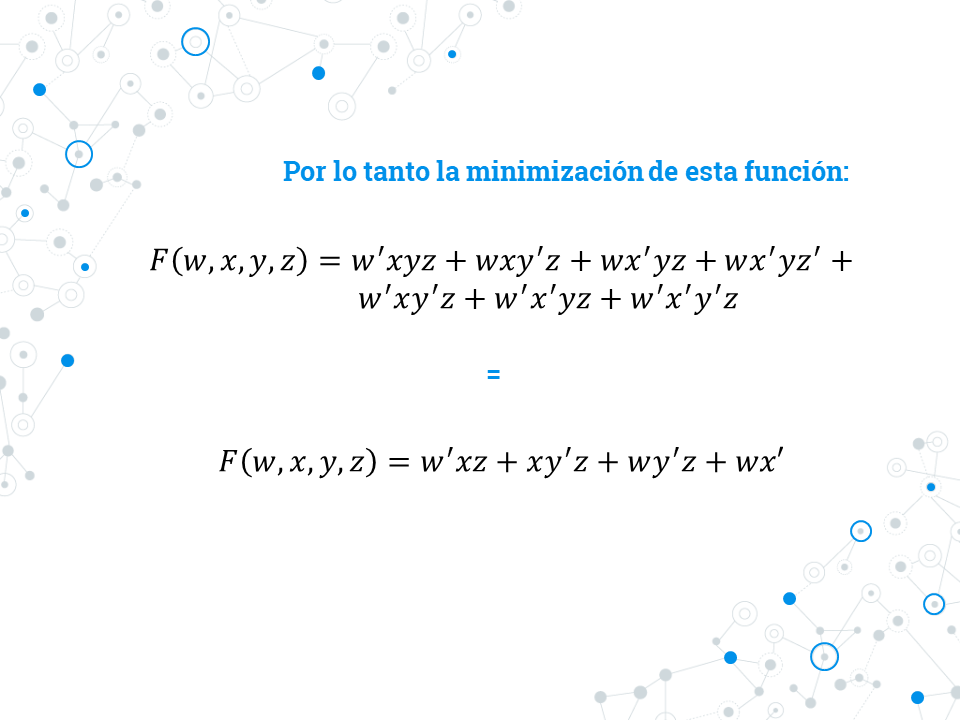 Por lo tanto la minimización de esta función:
F(w, x, y, z) = w′xyz + wxy′z + wx′yz + wx′yz′ +
w′xy′z + w′x′yz + w′x′y′z
=
F(w, x, y, z) = w′xz + xy′z + wy′z + wx′